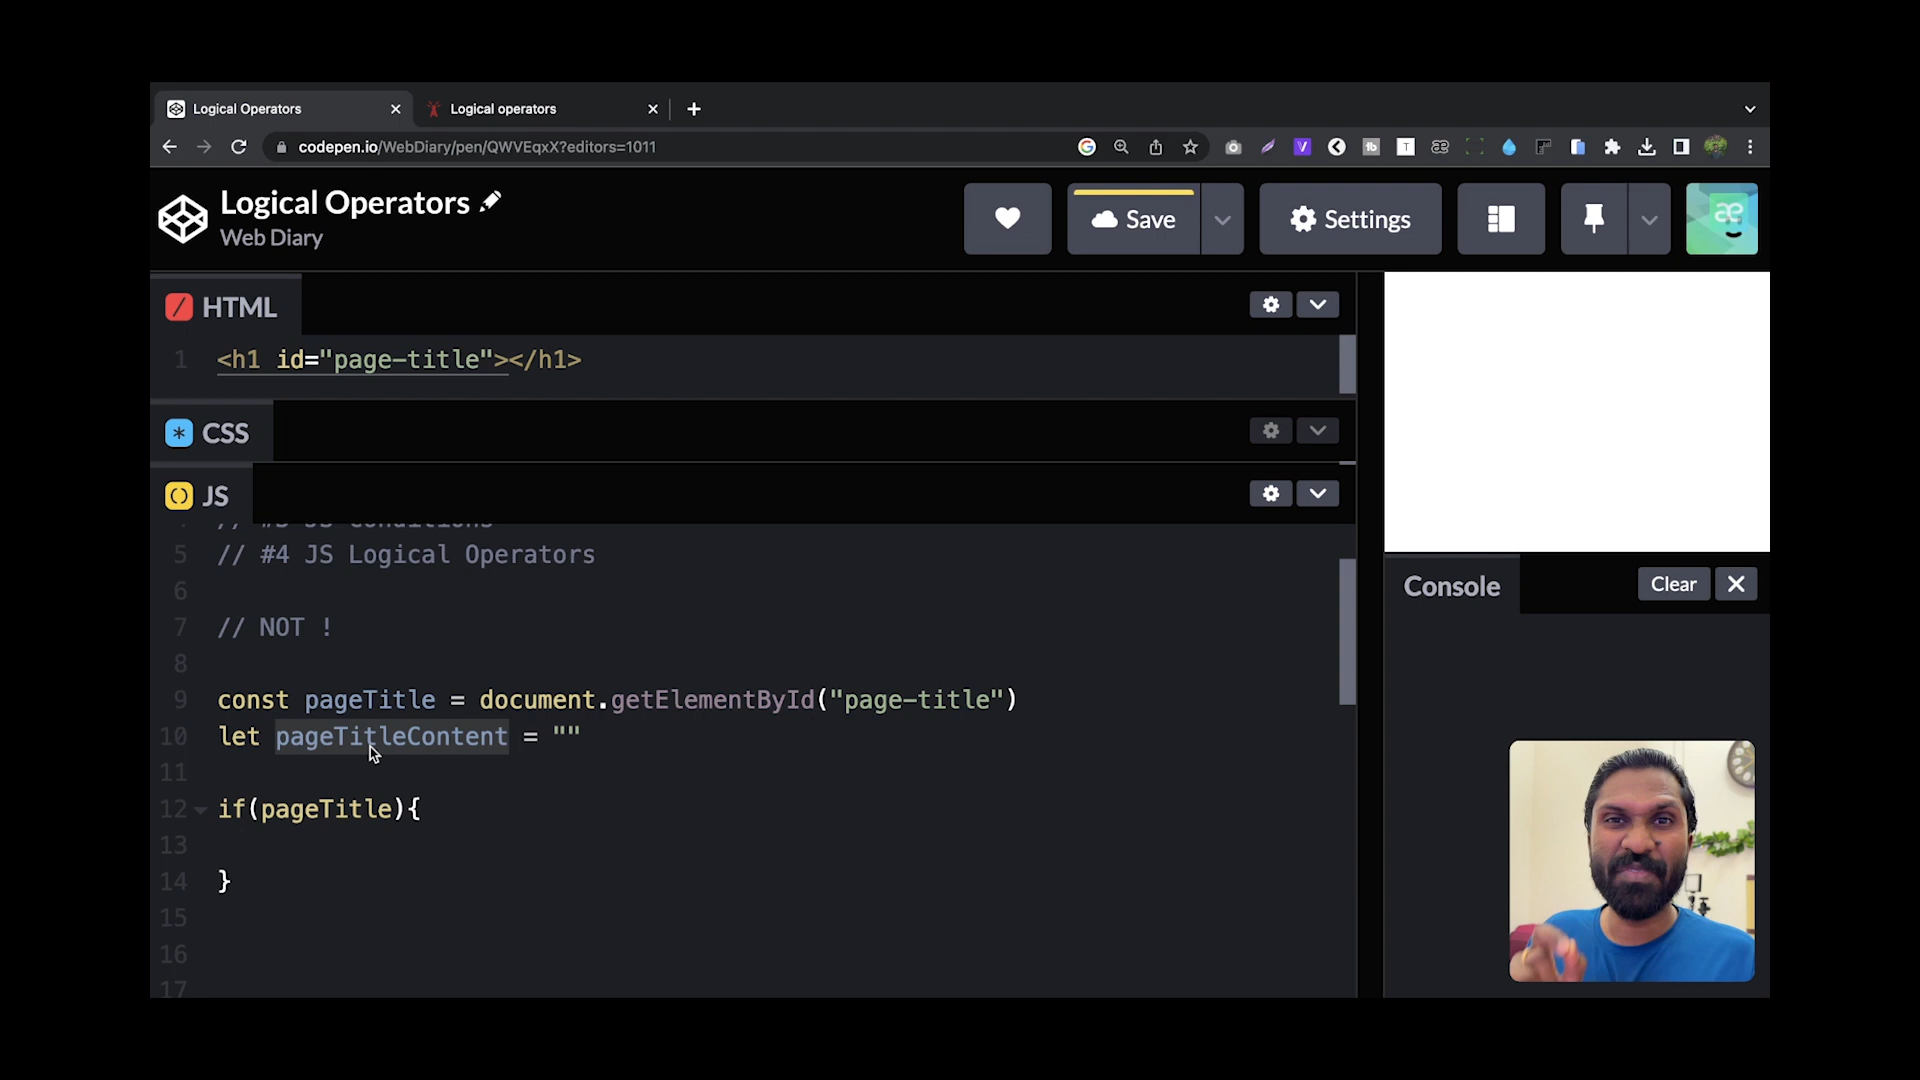 Logical Operators
Logical operators
codepen.io/WebDiary/pen/QWVEqxX?editors=1011
Logical Operators
Web Diary
Save
Settings
HTML
1 <h1 id="page-title"></h1>
CSS
JS
5 // #4 JS Logical Operators
6
7 // NOT !
8
9 const pageTitle = document.getElementById("page-title")
10 let pageTitleContent = ""
11
12 if(pageTitle){
13
14 }
15
16
17
Console
Clear